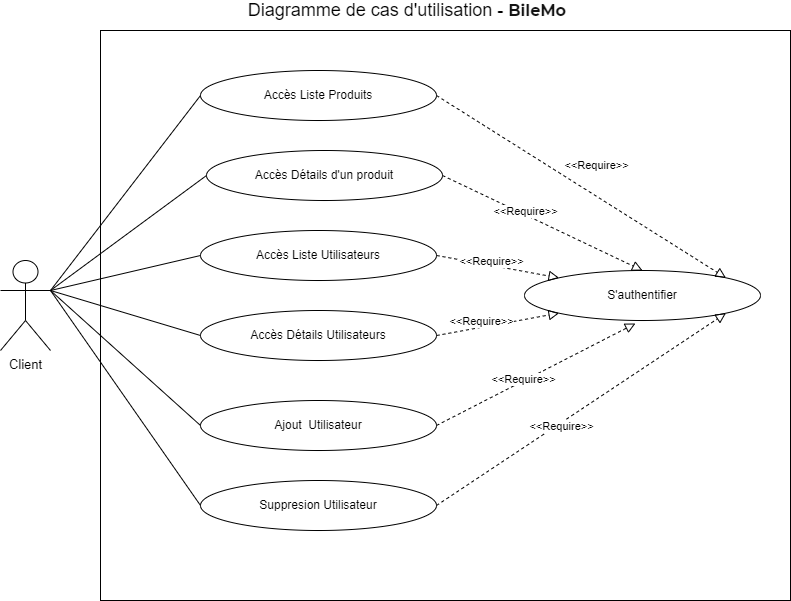 Diagramme de cas d'utilisation - BileMo
Accès Liste Produits
<<Require>>
Accès Détails d'un produit
<<Require>>
Accès Liste Utilisateurs
<<Require>>
S'authentifier
Accès Détails Utilisateurs
<<Require>>
Client
<<Require>>
Ajout  Utilisateur
<<Require>>
Suppresion Utilisateur